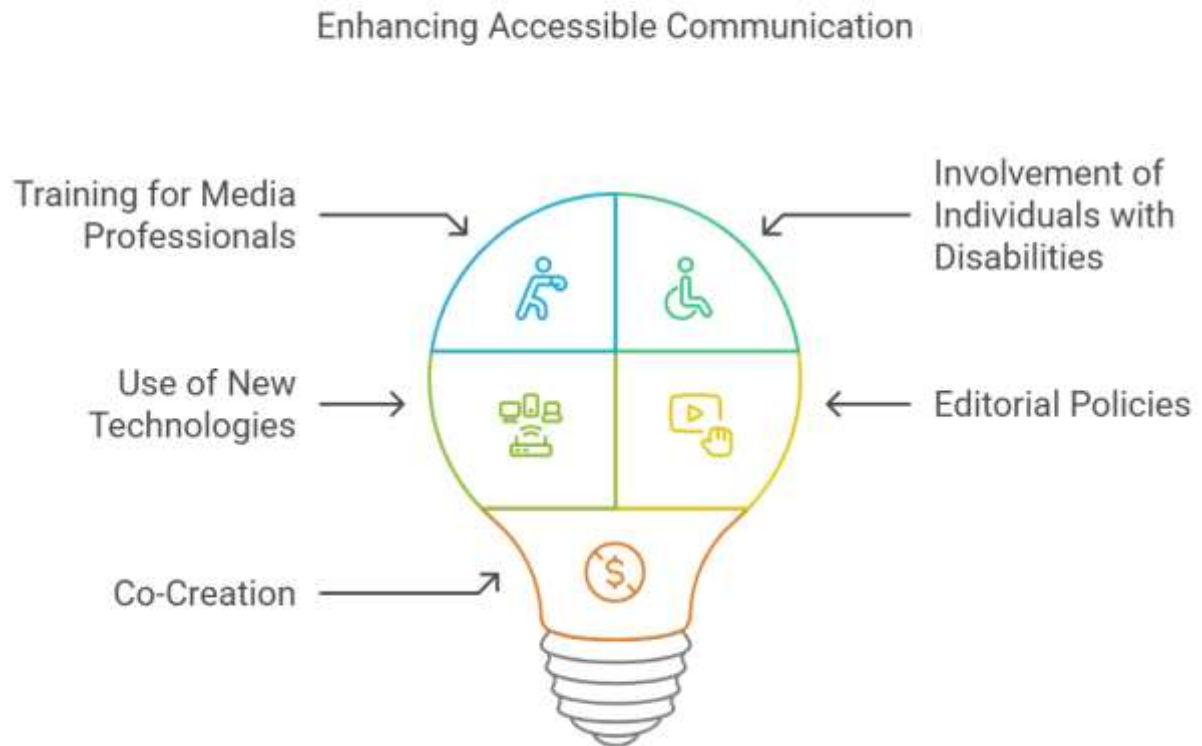 Enhancing Accessible Communication
Training for Media
Professionals
Involvement of
Individuals with
Disabilities
Use of New
Technologies
Editorial Policies
$
Co-Creation